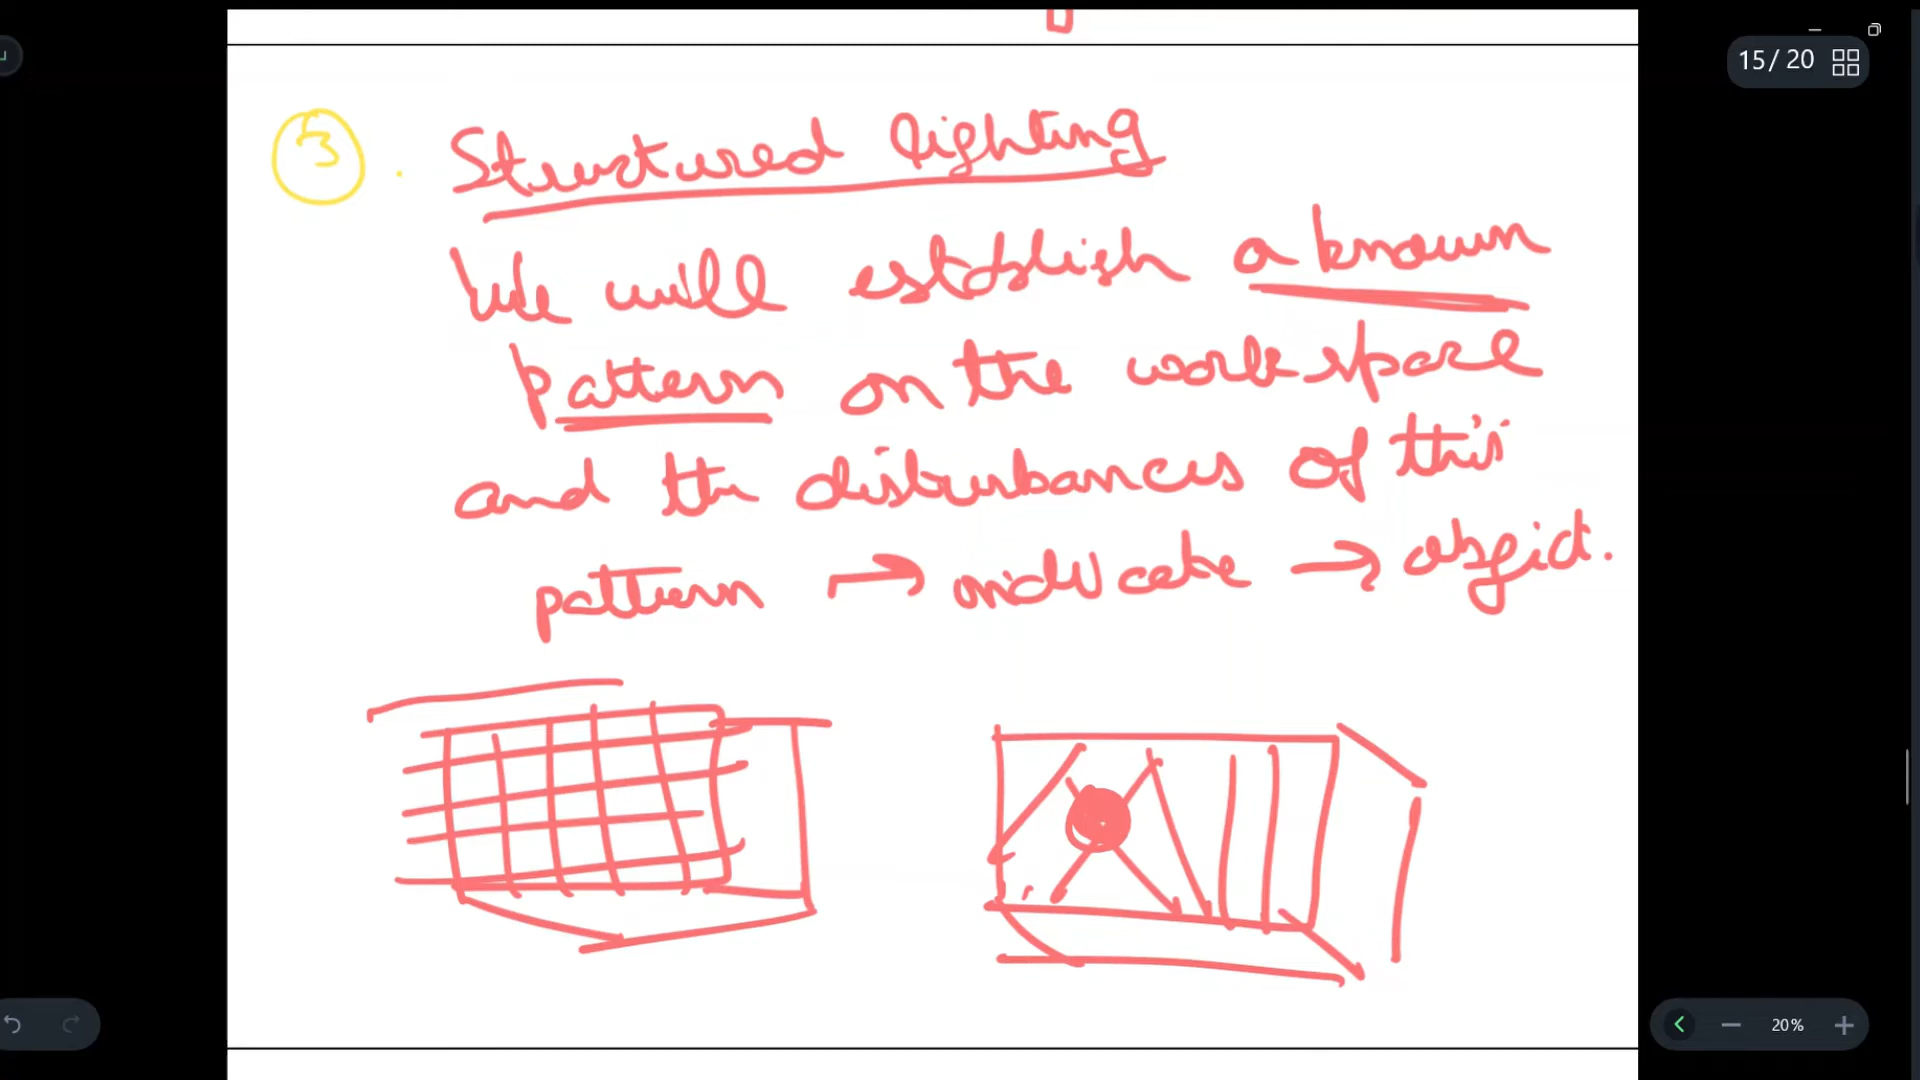 15/ 20
3. Structured lighting
We will establish a known
pattern on the workspace
and the disturbances of this
pattern → indicate → object.
20%